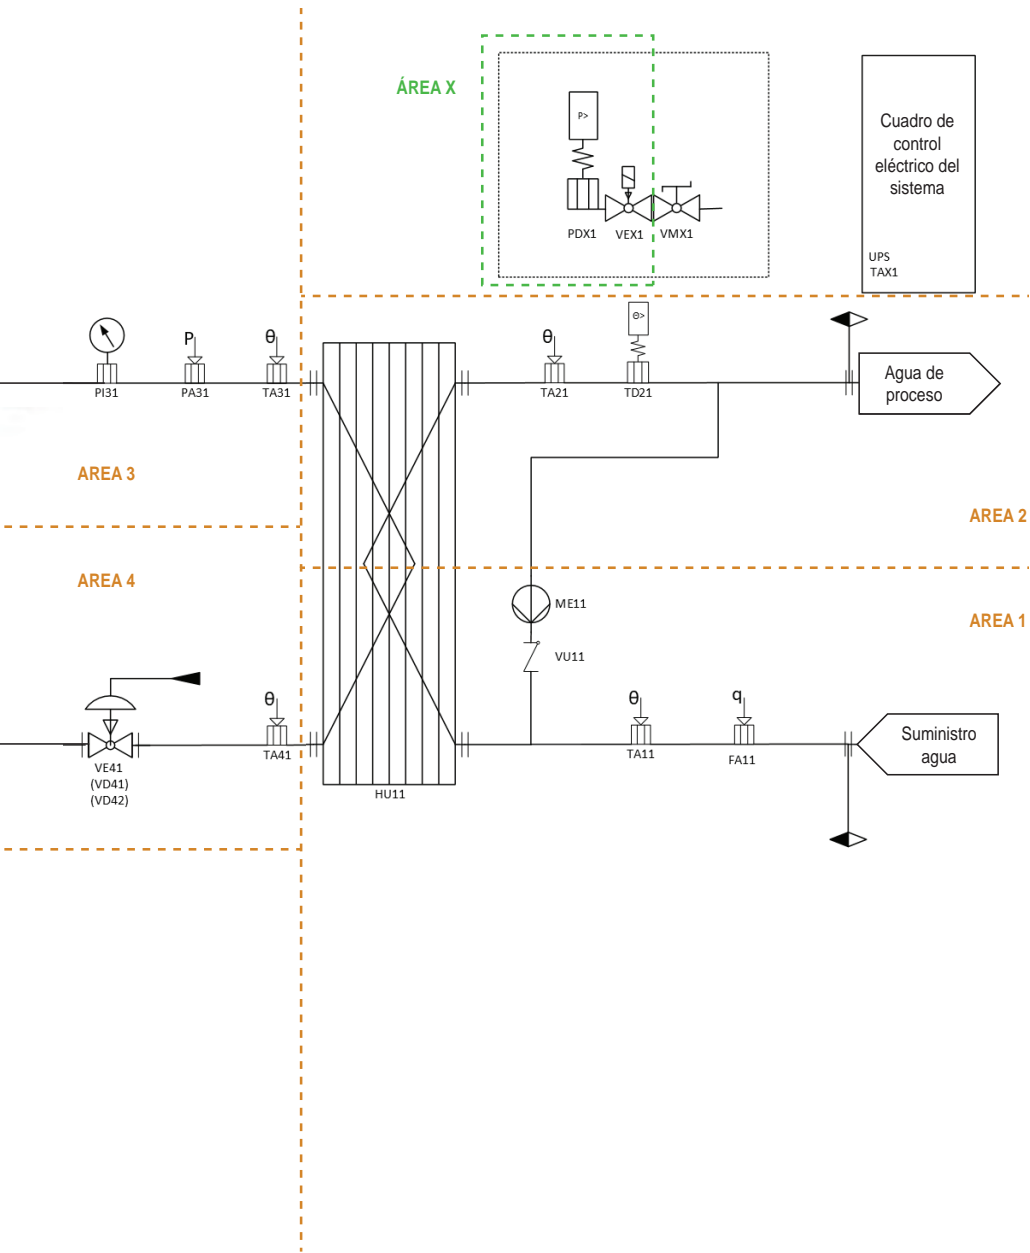 ÁREA X
P>
PDX1
VEX1
VMX1
Cuadro de
control
eléctrico del
sistema
UPS
TAX1
P
θ
PI31
PA31
TA31
θ
Θ>
TA21
TD21
Agua de
proceso
AREA 3
AREA 2
AREA 4
AREA 1
ME11
VU11
θ
TA41
VE41
(VD41)
(VD42)
HU11
θ
q
TA11
FA11
Suministro
agua